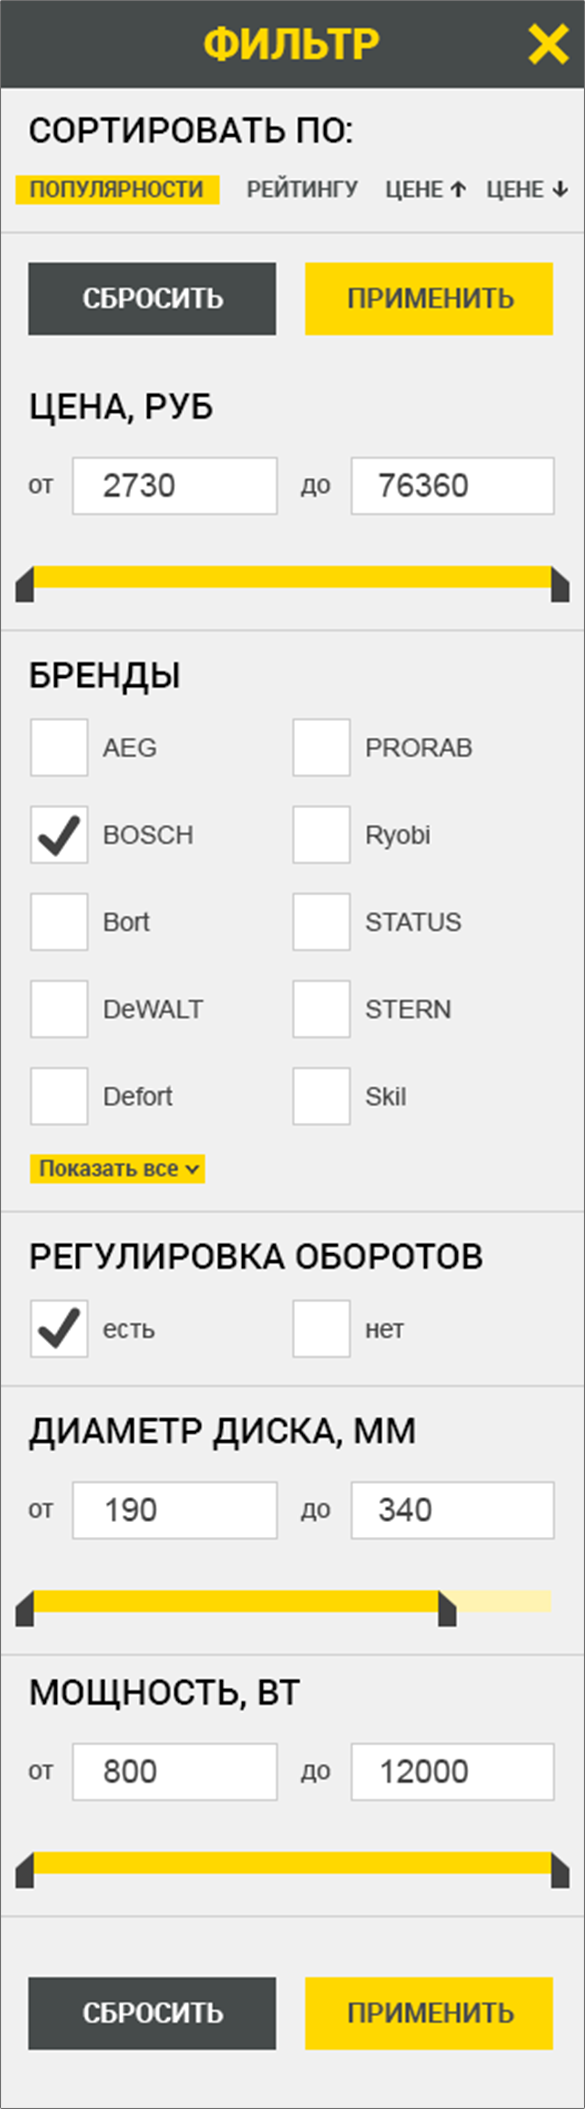 ФИЛЬТР
СОРТИРОВАТЬ ПО:
ПОПУЛЯРНОСТИ РЕЙТИНГУ ЦЕНЕ ↑ ЦЕНЕ ↓
СБРОСИТЬ ПРИМЕНИТЬ
ЦЕНА, РУБ
от 2730 до 76360
БРЕНДЫ
AEG PRORAB
BOSCH Ryobi
Bort STATUS
DeWALT STERN
Defort Skil
Показать все
РЕГУЛИРОВКА ОБОРОТОВ
есть нет
ДИАМЕТР ДИСКА, ММ
от 190 до 340
МОЩНОСТЬ, ВТ
от 800 до 12000
СБРОСИТЬ ПРИМЕНИТЬ